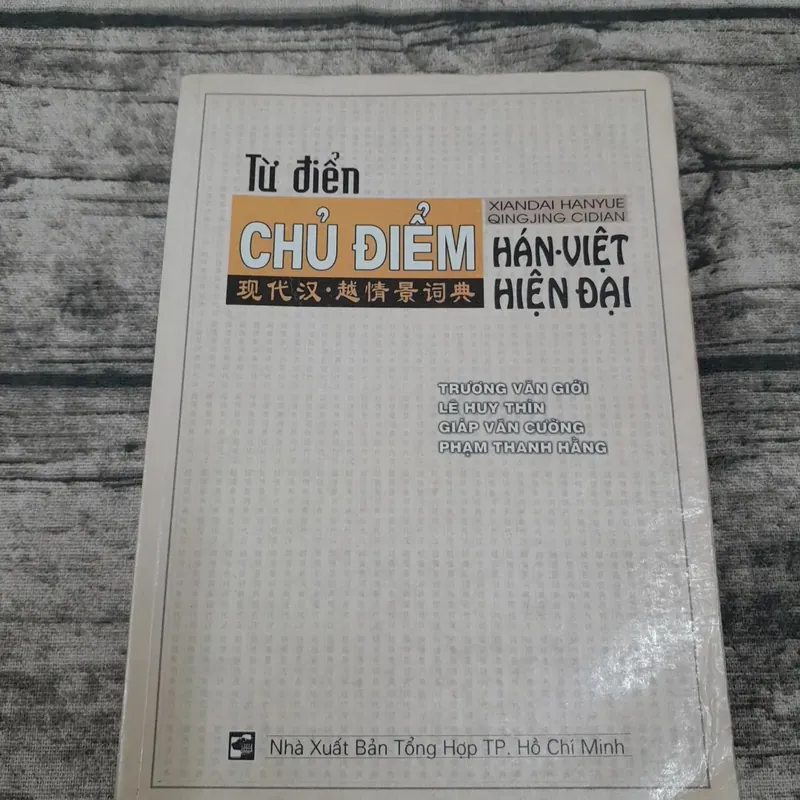 Từ điển
CHỦ ĐIỂM
现代汉·越情景词典
XIANDAI HANYUE
QINGJING CIDIAN
HÁN·VIỆT
HIỆN ĐẠI
TRƯƠNG VĂN GIỚI
LÊ HUY THÌN
GIÁP VĂN CƯỜNG
PHẠM THANH HẰNG
Nhà Xuất Bản Tổng Hợp TP. Hồ Chí Minh